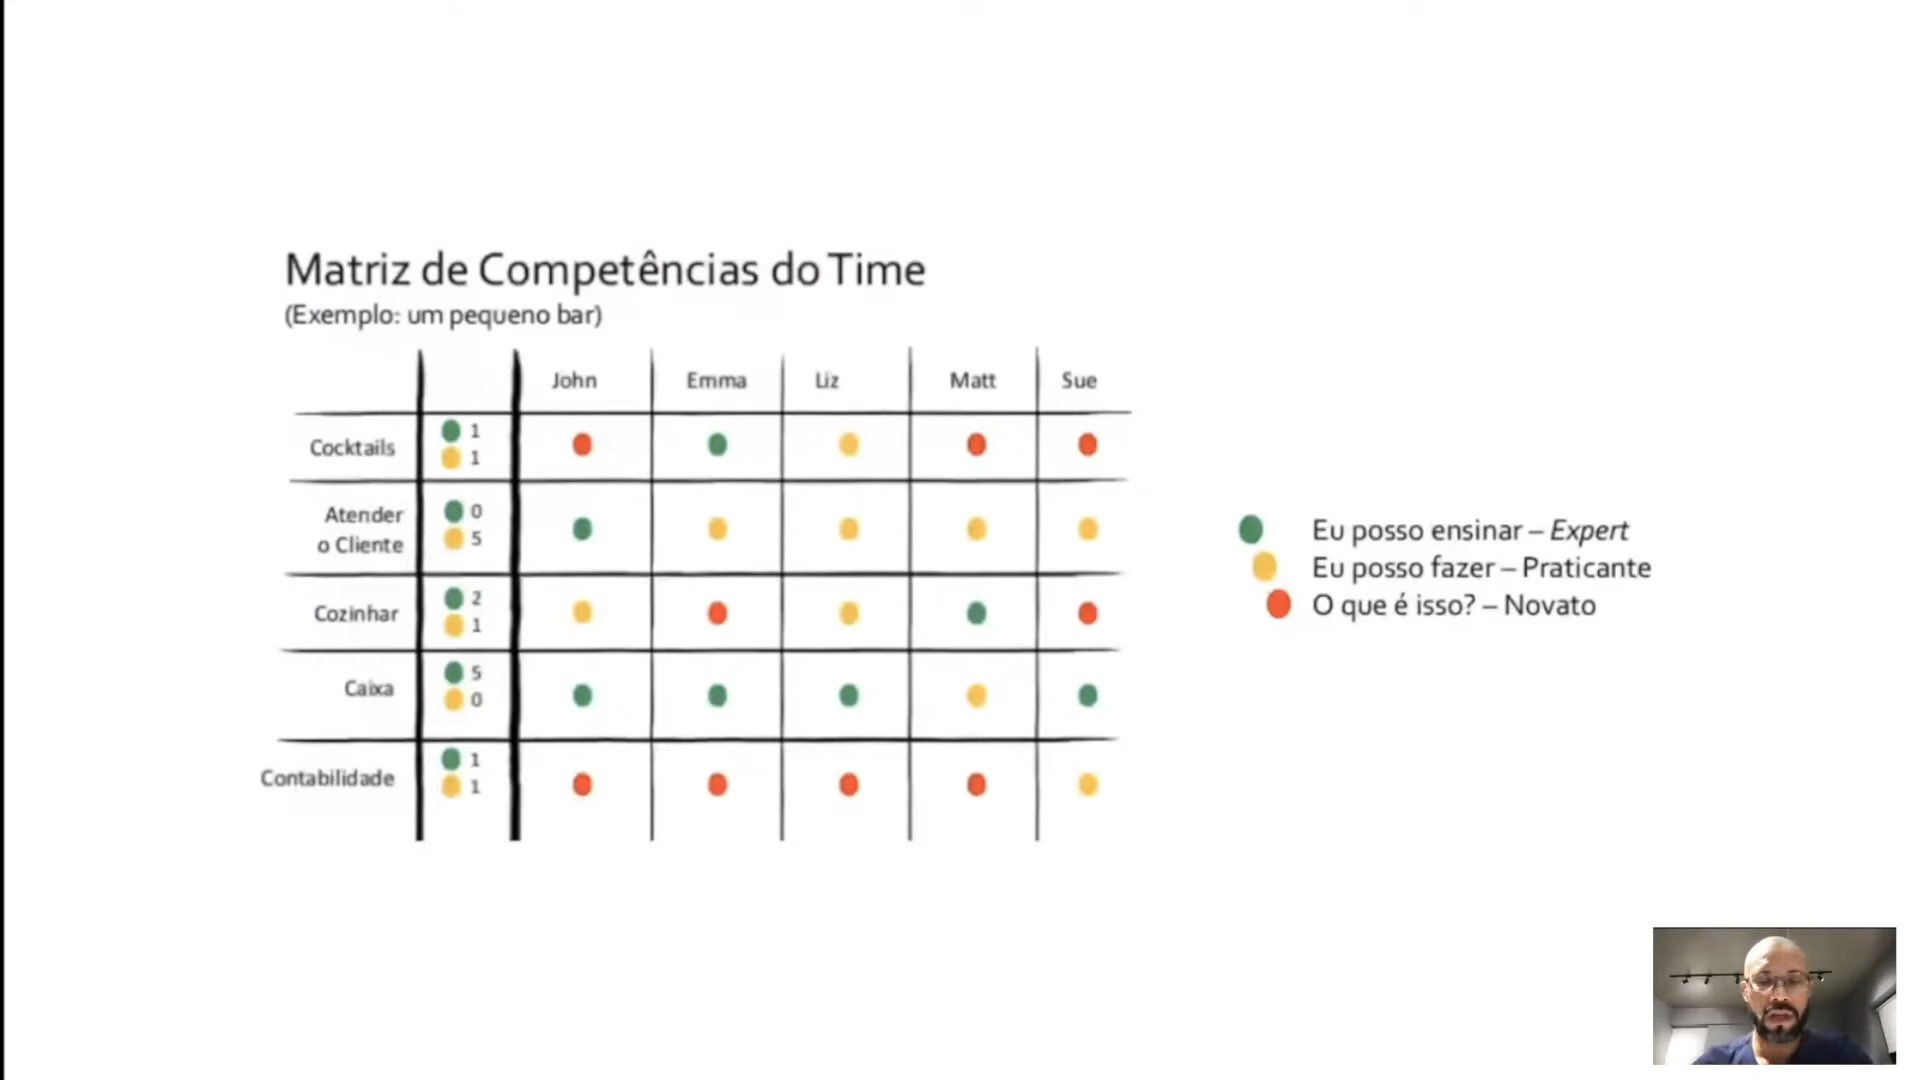 Matriz de Competências do Time
(Exemplo: um pequeno bar)
John Emma Liz Matt Sue
Cocktails 1
1
Atender 0
o Cliente 5
Cozinhar 2
1
Caixa 5
0
Contabilidade 1
1
Eu posso ensinar – Expert
Eu posso fazer – Praticante
O que é isso? – Novato